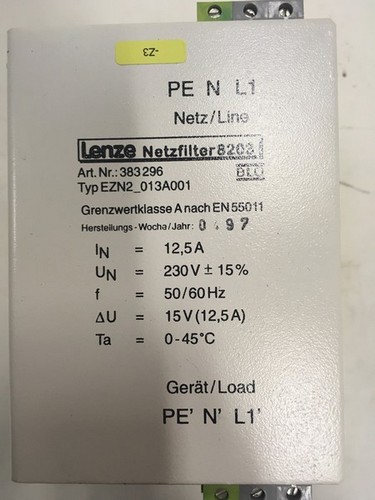 -Z3
PE N L1
Netz/Line
Lenze Netzfilter 8203
BLO
Art. Nr.: 383296
Typ EZN2_013A001
Grenzwertklasse A nach EN 55011
Herstellungs-Woche/Jahr: 97
IN = 12,5 A
UN = 230 V ± 15%
f = 50/60 Hz
ΔU = 15 V (12,5 A)
Ta = 0-45°C
Gerät/Load
PE' N' L1'